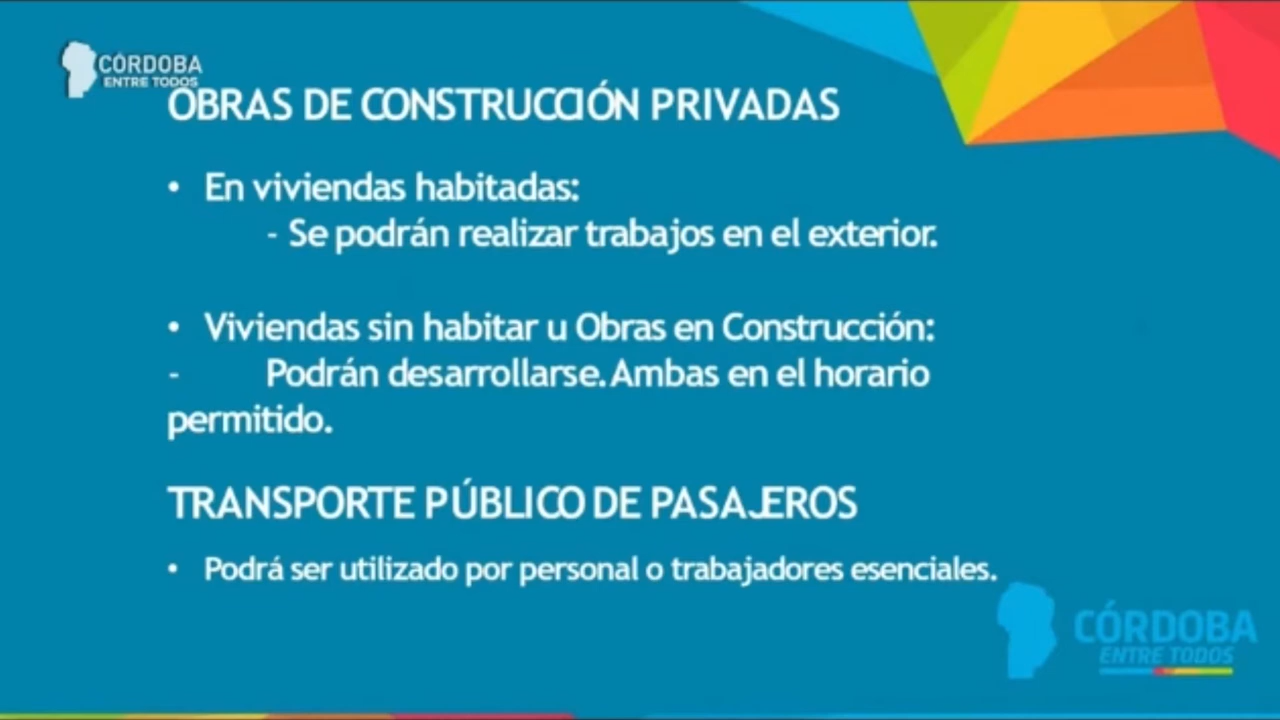 CÓRDOBA
ENTRE TODOS
OBRAS DE CONSTRUCCIÓN PRIVADAS
• En viviendas habitadas:
- Se podrán realizar trabajos en el exterior.
• Viviendas sin habitar u Obras en Construcción:
- Podrán desarrollarse. Ambas en el horario
permitido.
TRANSPORTE PÚBLICO DE PASAJEROS
• Podrá ser utilizado por personal o trabajadores esenciales.
CÓRDOBA
ENTRE TODOS